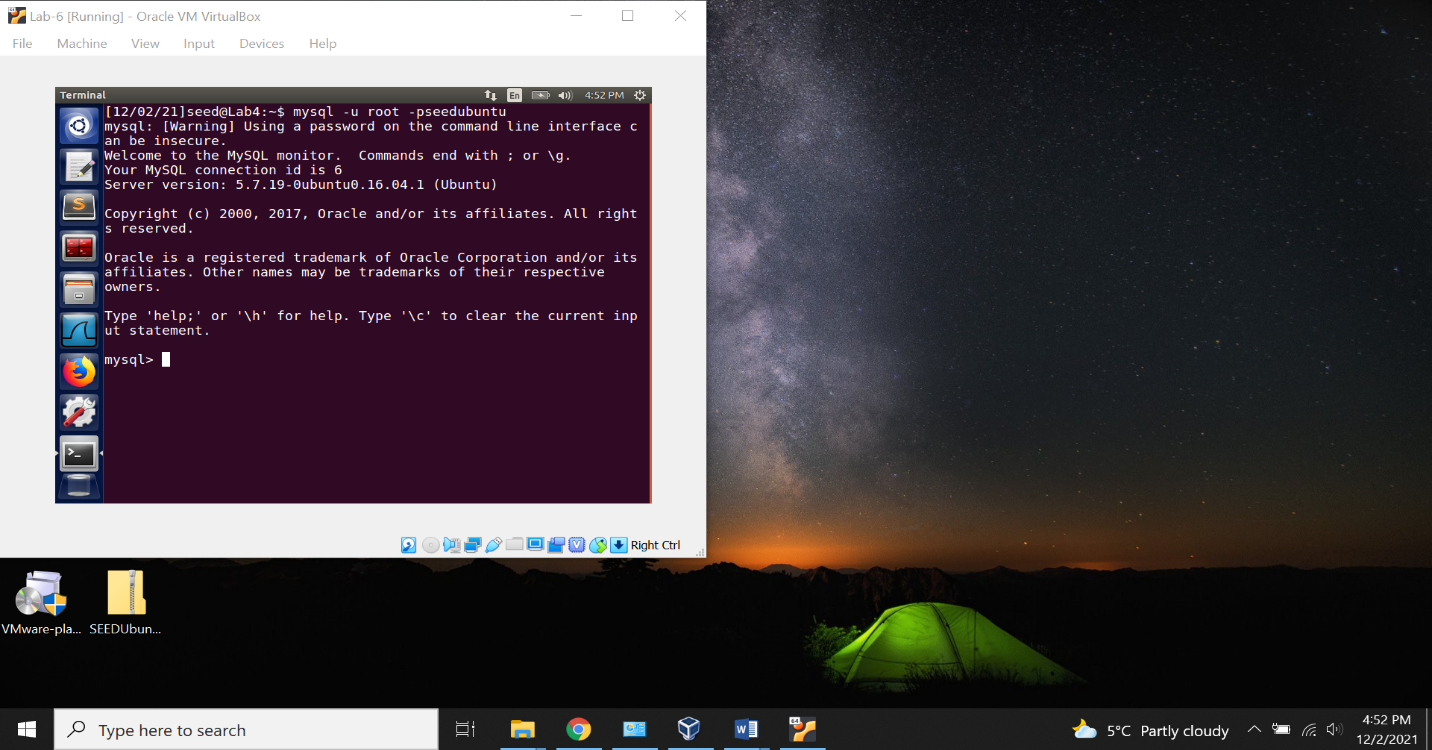 Lab-6 [Running] - Oracle VM VirtualBox
File Machine View Input Devices Help
Terminal En 4:52 PM
[12/02/21]seed@Lab4:~$ mysql -u root -pseedubuntu
mysql: [Warning] Using a password on the command line interface c
an be insecure.
Welcome to the MySQL monitor.  Commands end with ; or \g.
Your MySQL connection id is 6
Server version: 5.7.19-0ubuntu0.16.04.1 (Ubuntu)
Copyright (c) 2000, 2017, Oracle and/or its affiliates. All right
s reserved.
Oracle is a registered trademark of Oracle Corporation and/or its
affiliates. Other names may be trademarks of their respective
owners.
Type 'help;' or '\h' for help. Type '\c' to clear the current inp
ut statement.
mysql>
Right Ctrl
VMware-pla... SEEDUbun...
Type here to search
5°C Partly cloudy
4:52 PM
12/2/2021